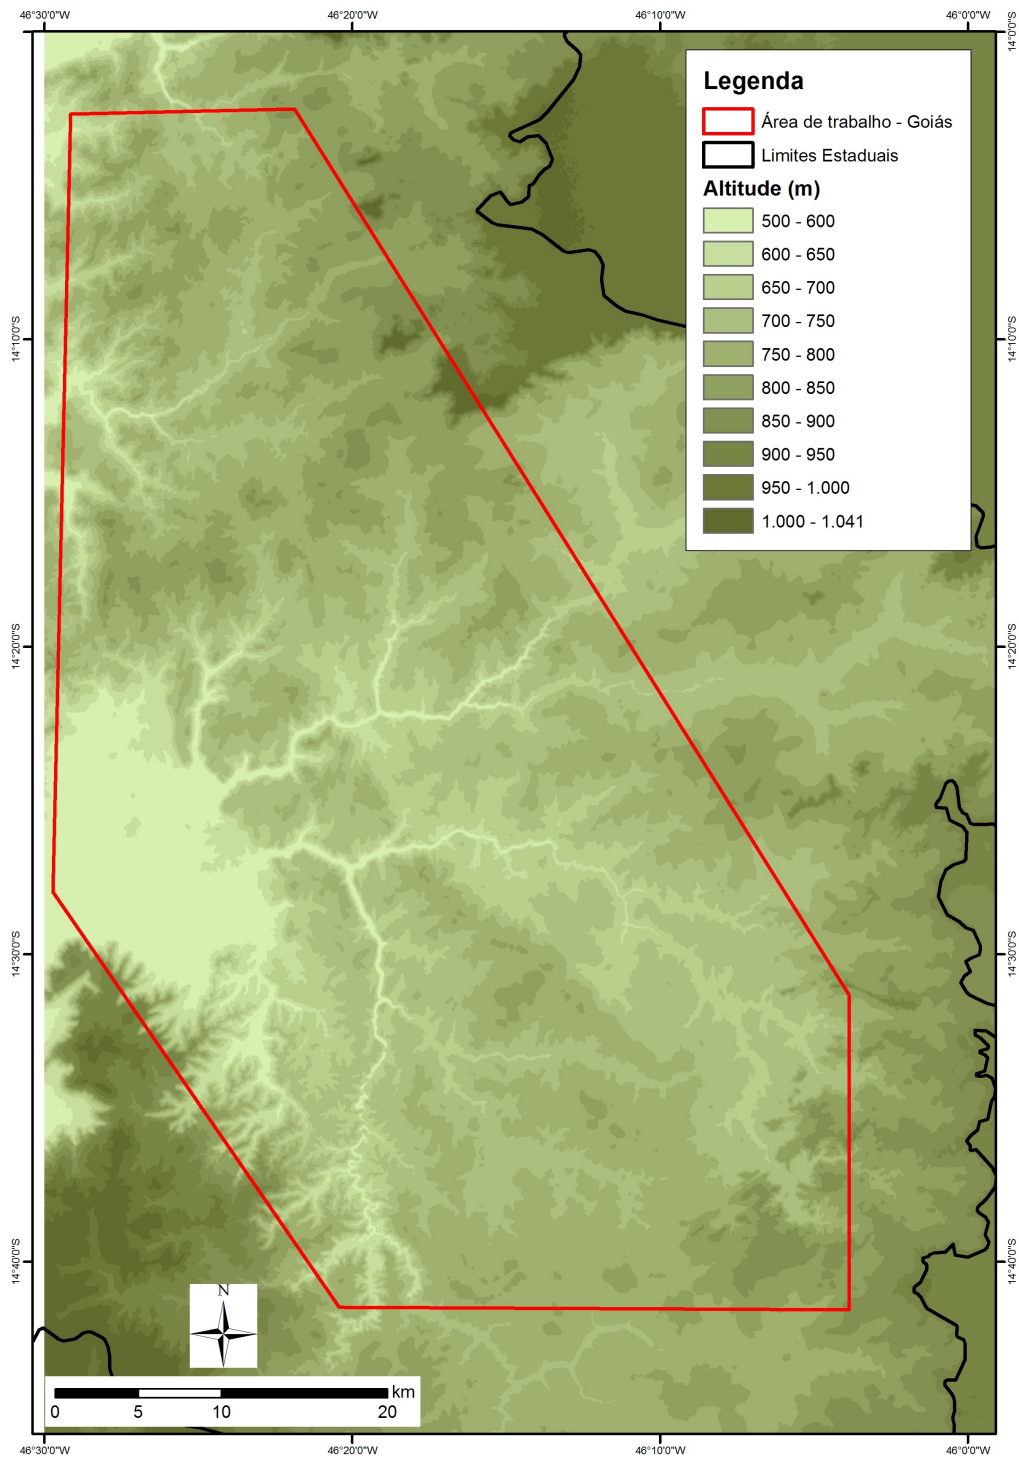 46°30'0"W 46°20'0"W 46°10'0"W 46°0'0"W
14°0'0"S
Legenda
Área de trabalho - Goiás
Limites Estaduais
Altitude (m)
500 - 600
600 - 650
650 - 700
700 - 750
750 - 800
800 - 850
850 - 900
900 - 950
950 - 1.000
1.000 - 1.041
14°10'0"S 14°10'0"S
14°20'0"S 14°20'0"S
14°30'0"S 14°30'0"S
14°40'0"S 14°40'0"S
N
km
0 5 10 20
46°30'0"W 46°20'0"W 46°10'0"W 46°0'0"W